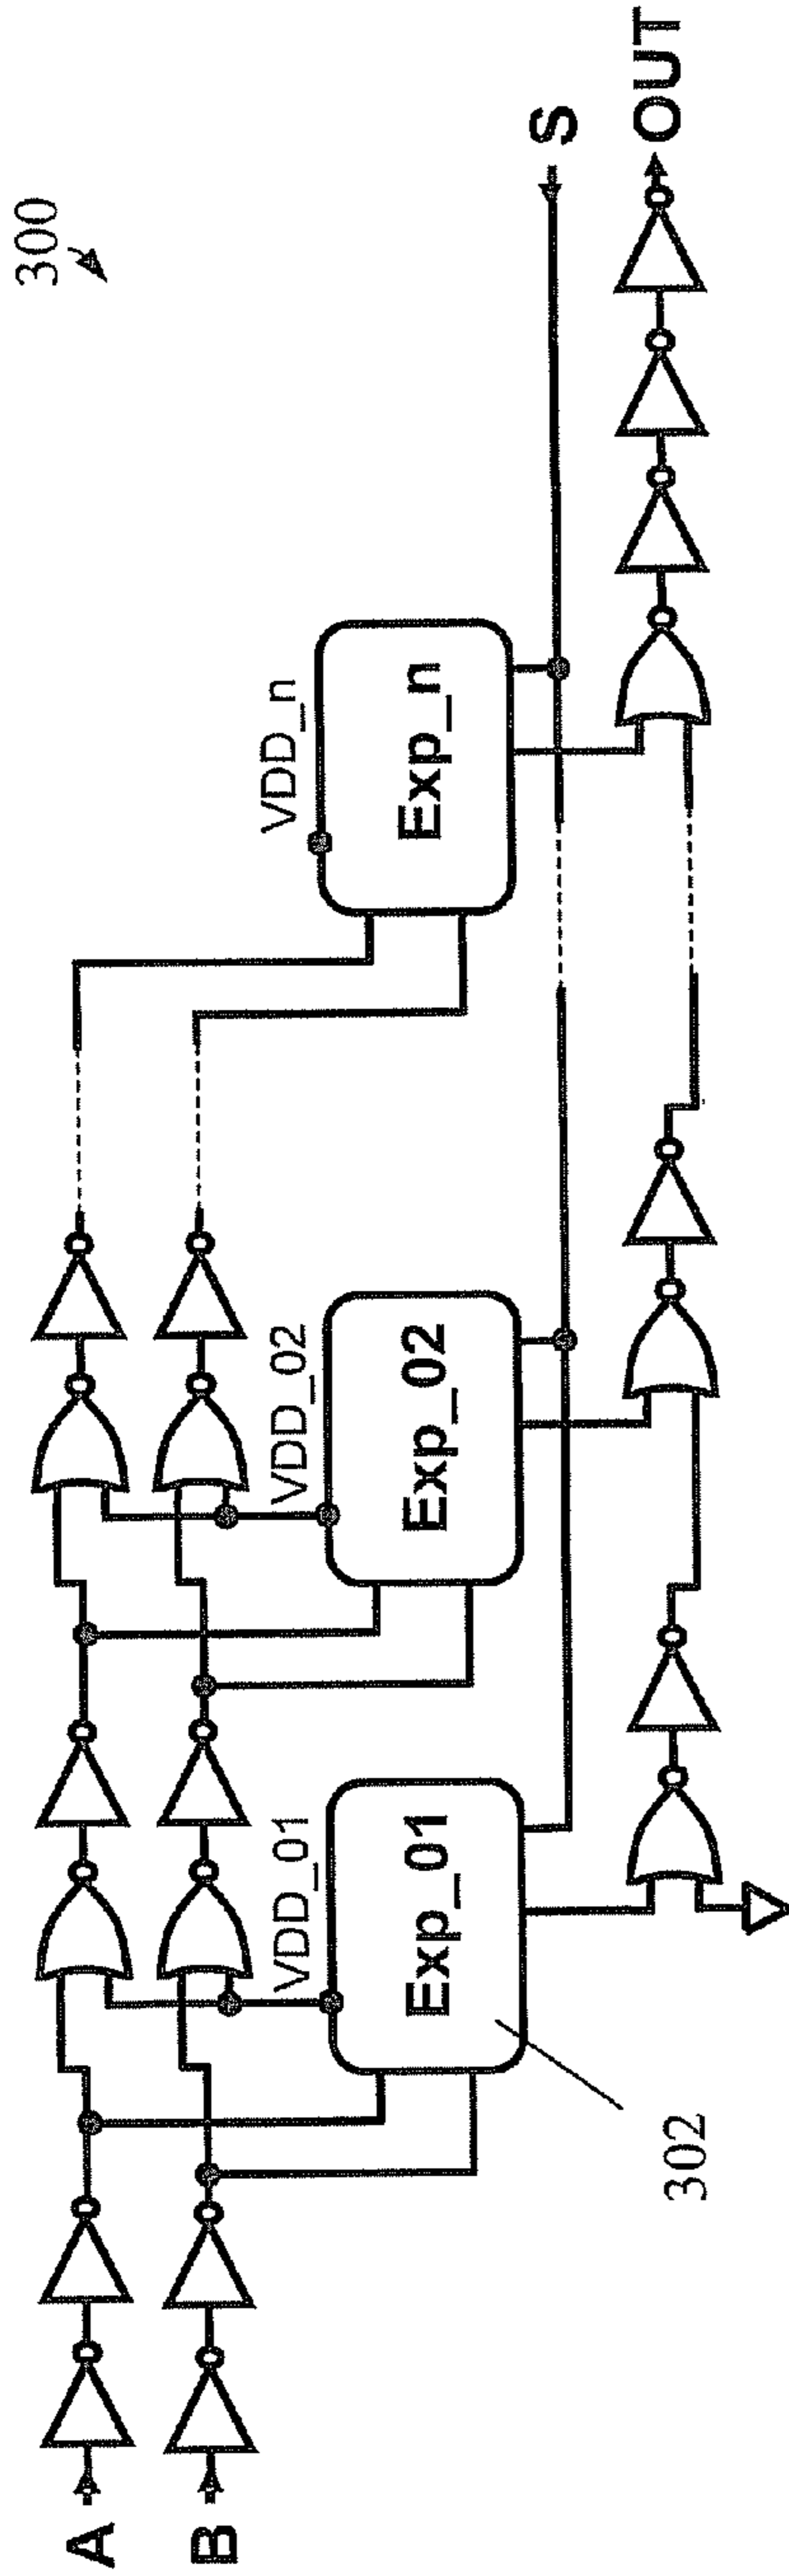 300
A
B
VDD_01
VDD_02
VDD_n
Exp_01
Exp_02
Exp_n
S
OUT
302